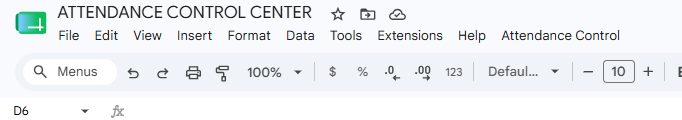 ATTENDANCE CONTROL CENTER
File Edit View Insert Format Data Tools Extensions Help Attendance Control
Menus 100% $ % .0 .00 123 Defaul... 10
D6 fx